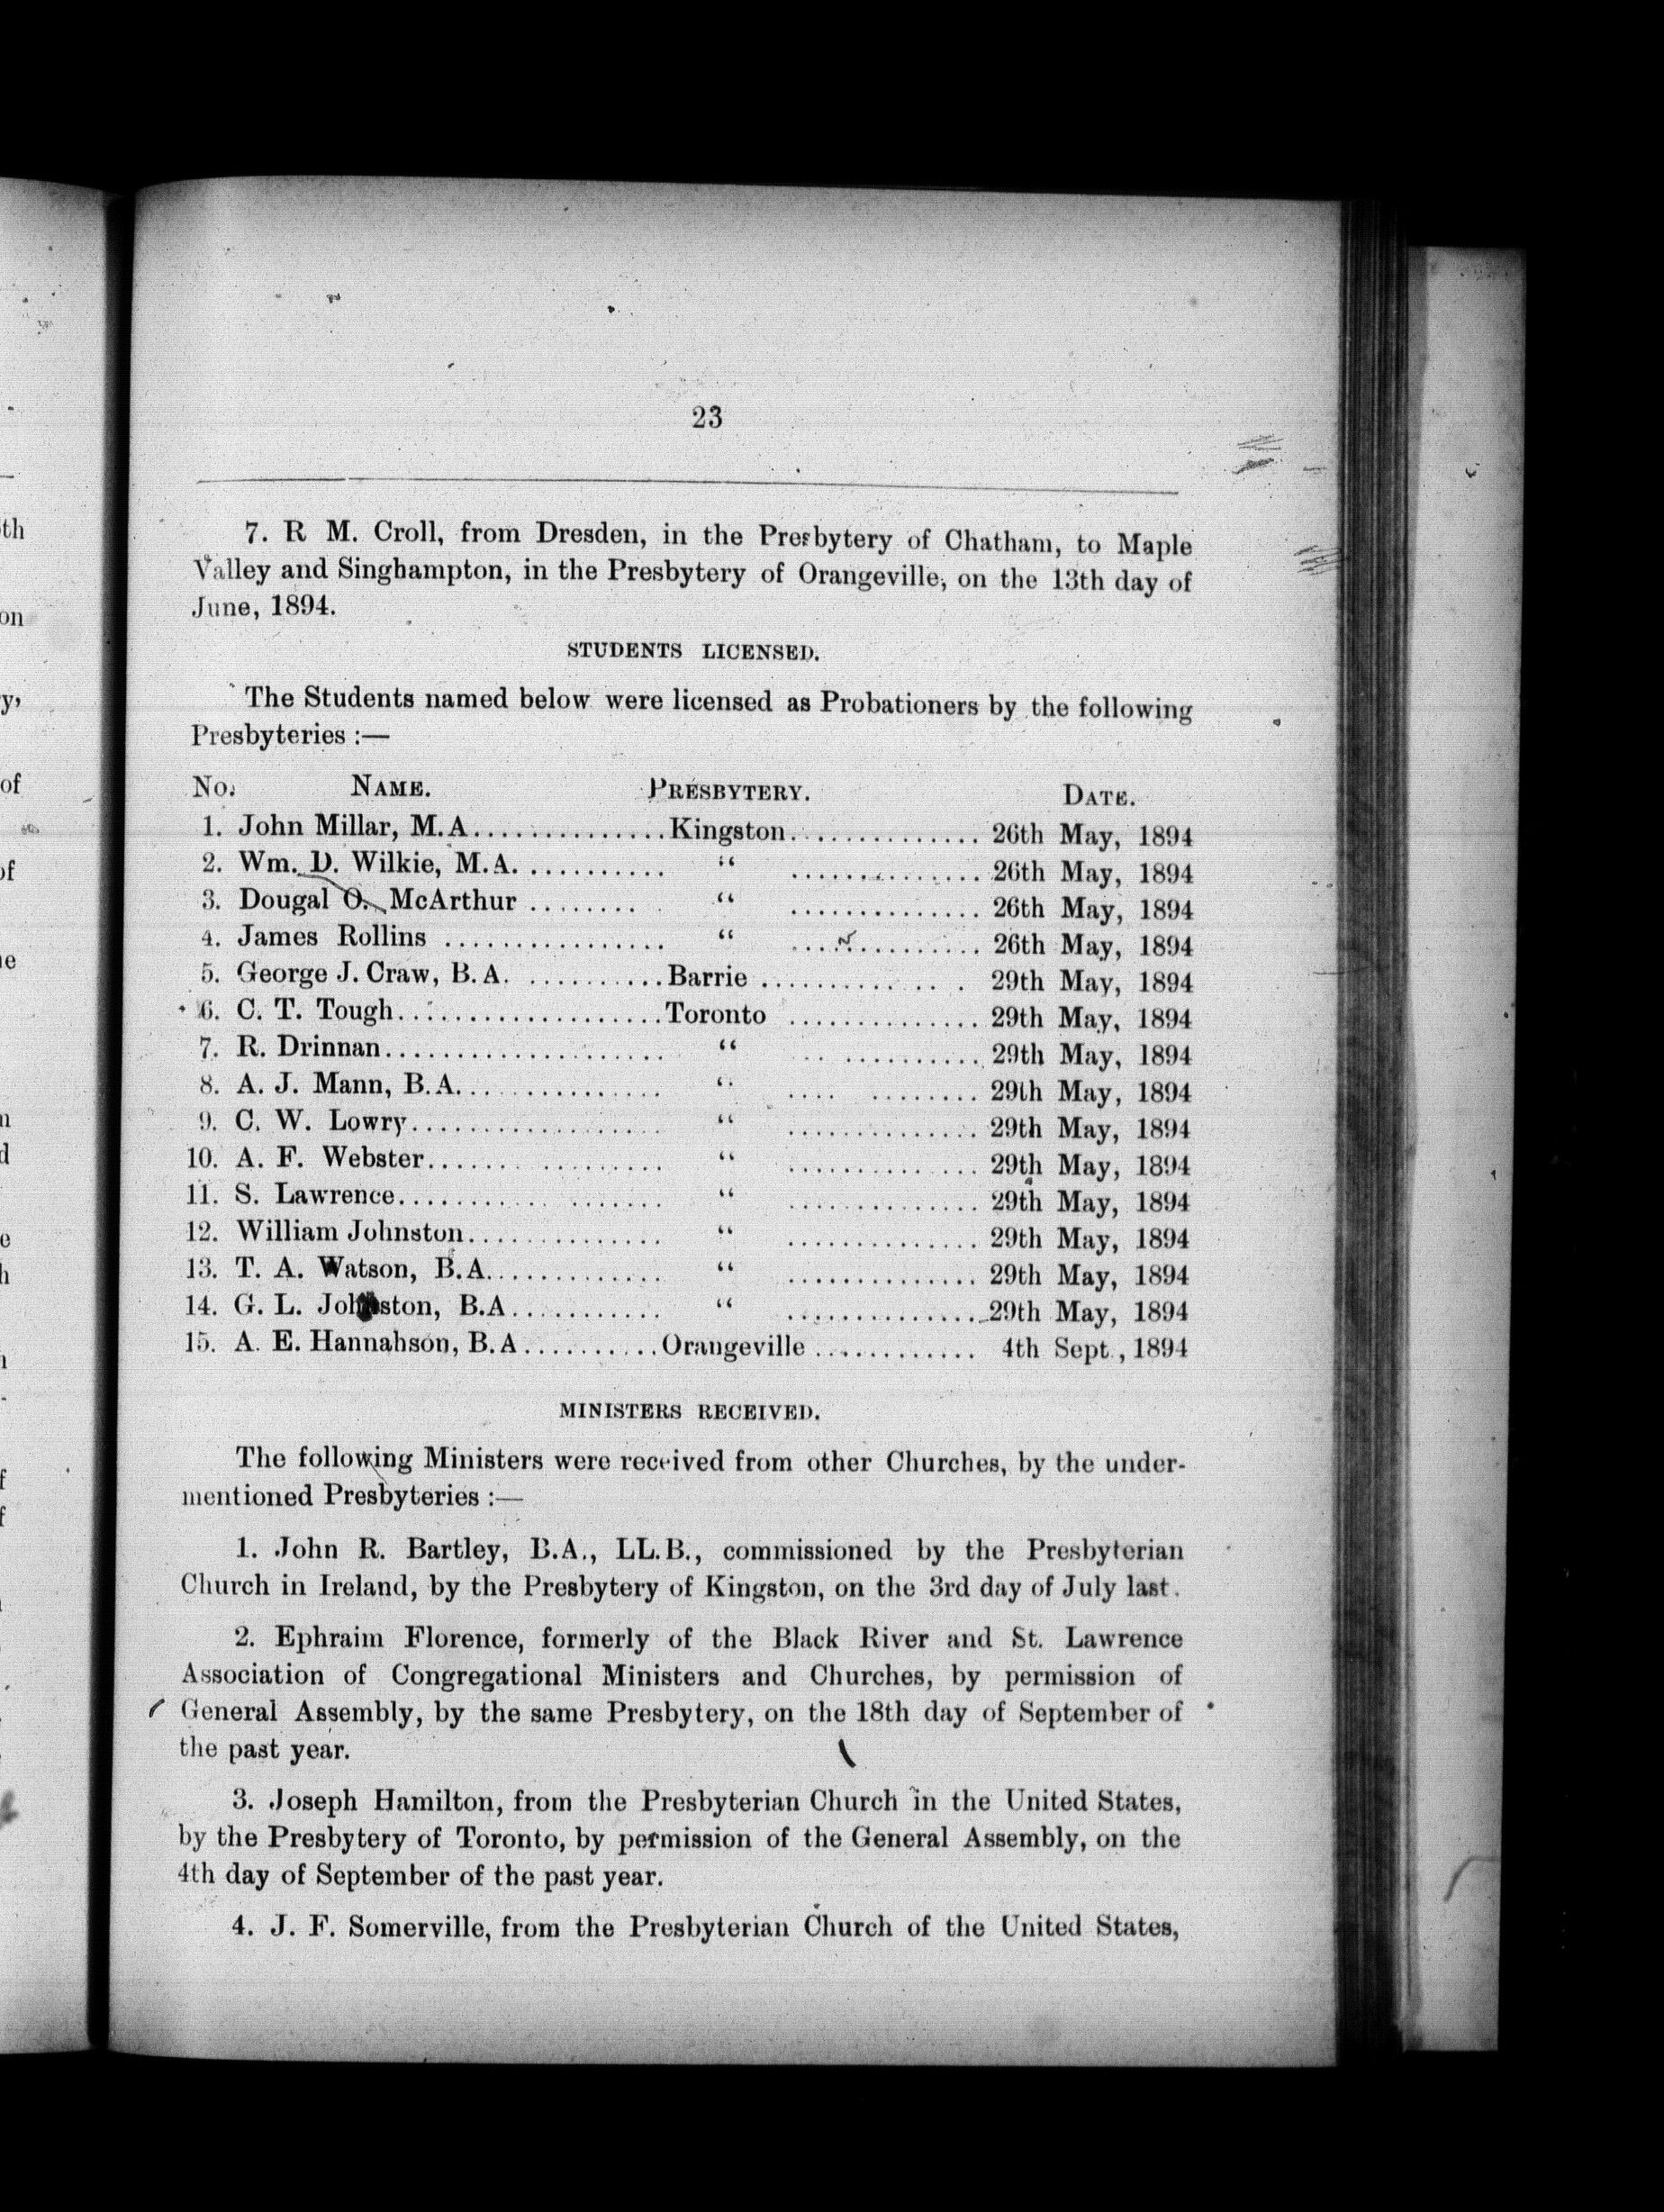 23
7. R M. Croll, from Dresden, in the Presbytery of Chatham, to Maple
Valley and Singhampton, in the Presbytery of Orangeville, on the 13th day of
June, 1894.
STUDENTS LICENSED.
The Students named below were licensed as Probationers by the following
Presbyteries :—
No. NAME. PRESBYTERY. DATE.
1. John Millar, M.A..............Kingston............. 26th May, 1894
2. Wm. D. Wilkie, M.A. .......... “ ............. 26th May, 1894
3. Dougal O. McArthur ........ “ ............. 26th May, 1894
4. James Rollins ................ “ ............. 26th May, 1894
5. George J. Craw, B.A. ..........Barrie .............. 29th May, 1894
6. C. T. Tough...................Toronto .............. 29th May, 1894
7. R. Drinnan.................... “ ............ 29th May, 1894
8. A. J. Mann, B.A............... “ ............ 29th May, 1894
9. C. W. Lowry.................. “ ............. 29th May, 1894
10. A. F. Webster................ “ ............. 29th May, 1894
11. S. Lawrence.................. “ ............. 29th May, 1894
12. William Johnston.............. “ ............. 29th May, 1894
13. T. A. Watson, B.A............. “ ............. 29th May, 1894
14. G. L. Johnston, B.A........... “ ..............29th May, 1894
15. A. E. Hannahson, B.A..........Orangeville ............ 4th Sept., 1894
MINISTERS RECEIVED.
The following Ministers were received from other Churches, by the under-
mentioned Presbyteries :—
1. John R. Bartley, B.A., LL.B., commissioned by the Presbyterian
Church in Ireland, by the Presbytery of Kingston, on the 3rd day of July last.
2. Ephraim Florence, formerly of the Black River and St. Lawrence
Association of Congregational Ministers and Churches, by permission of
General Assembly, by the same Presbytery, on the 18th day of September of
the past year.
3. Joseph Hamilton, from the Presbyterian Church in the United States,
by the Presbytery of Toronto, by permission of the General Assembly, on the
4th day of September of the past year.
4. J. F. Somerville, from the Presbyterian Church of the United States,